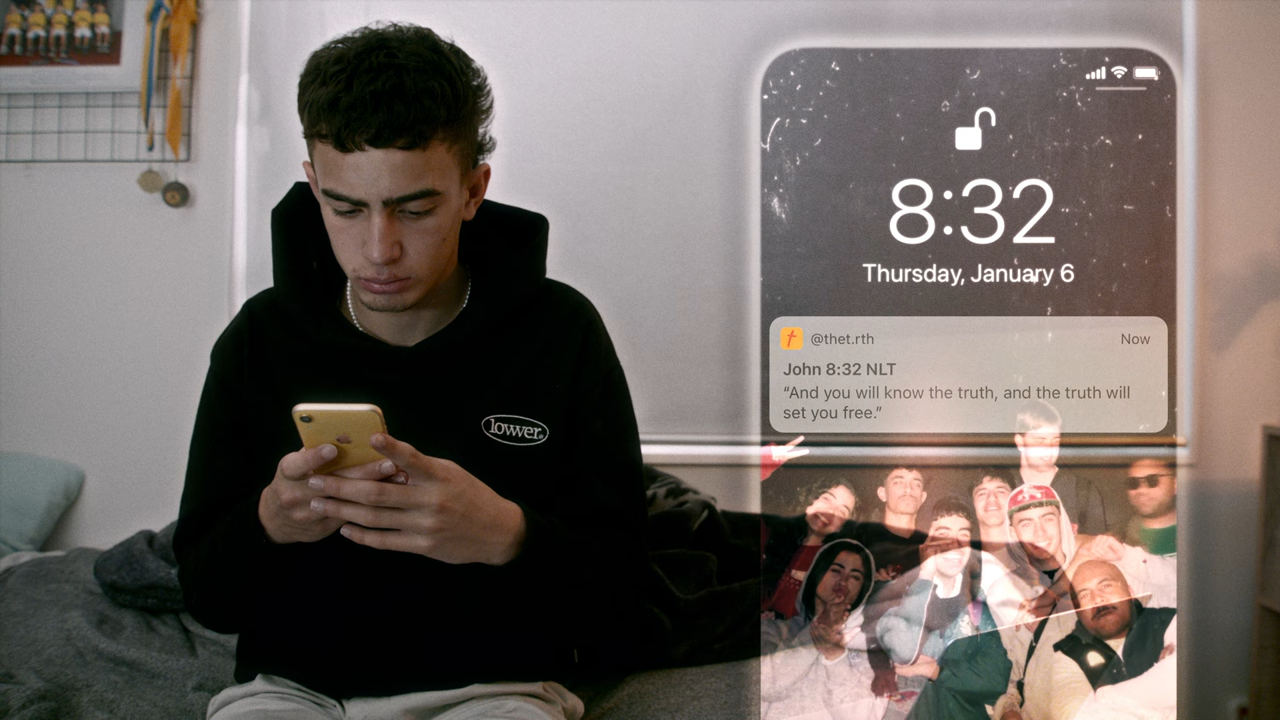 lowwer.
8:32
Thursday, January 6
@thet.rth
Now
John 8:32 NLT
“And you will know the truth, and the truth will
set you free.”